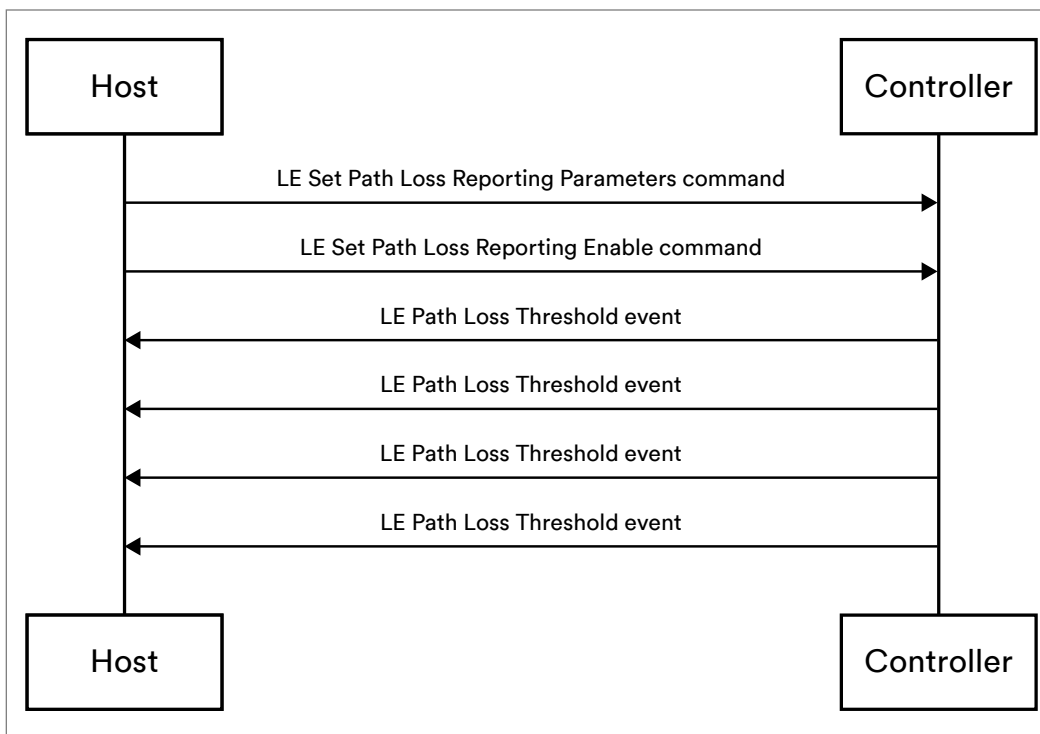 Host
Controller
LE Set Path Loss Reporting Parameters command
LE Set Path Loss Reporting Enable command
LE Path Loss Threshold event
LE Path Loss Threshold event
LE Path Loss Threshold event
LE Path Loss Threshold event
Host
Controller